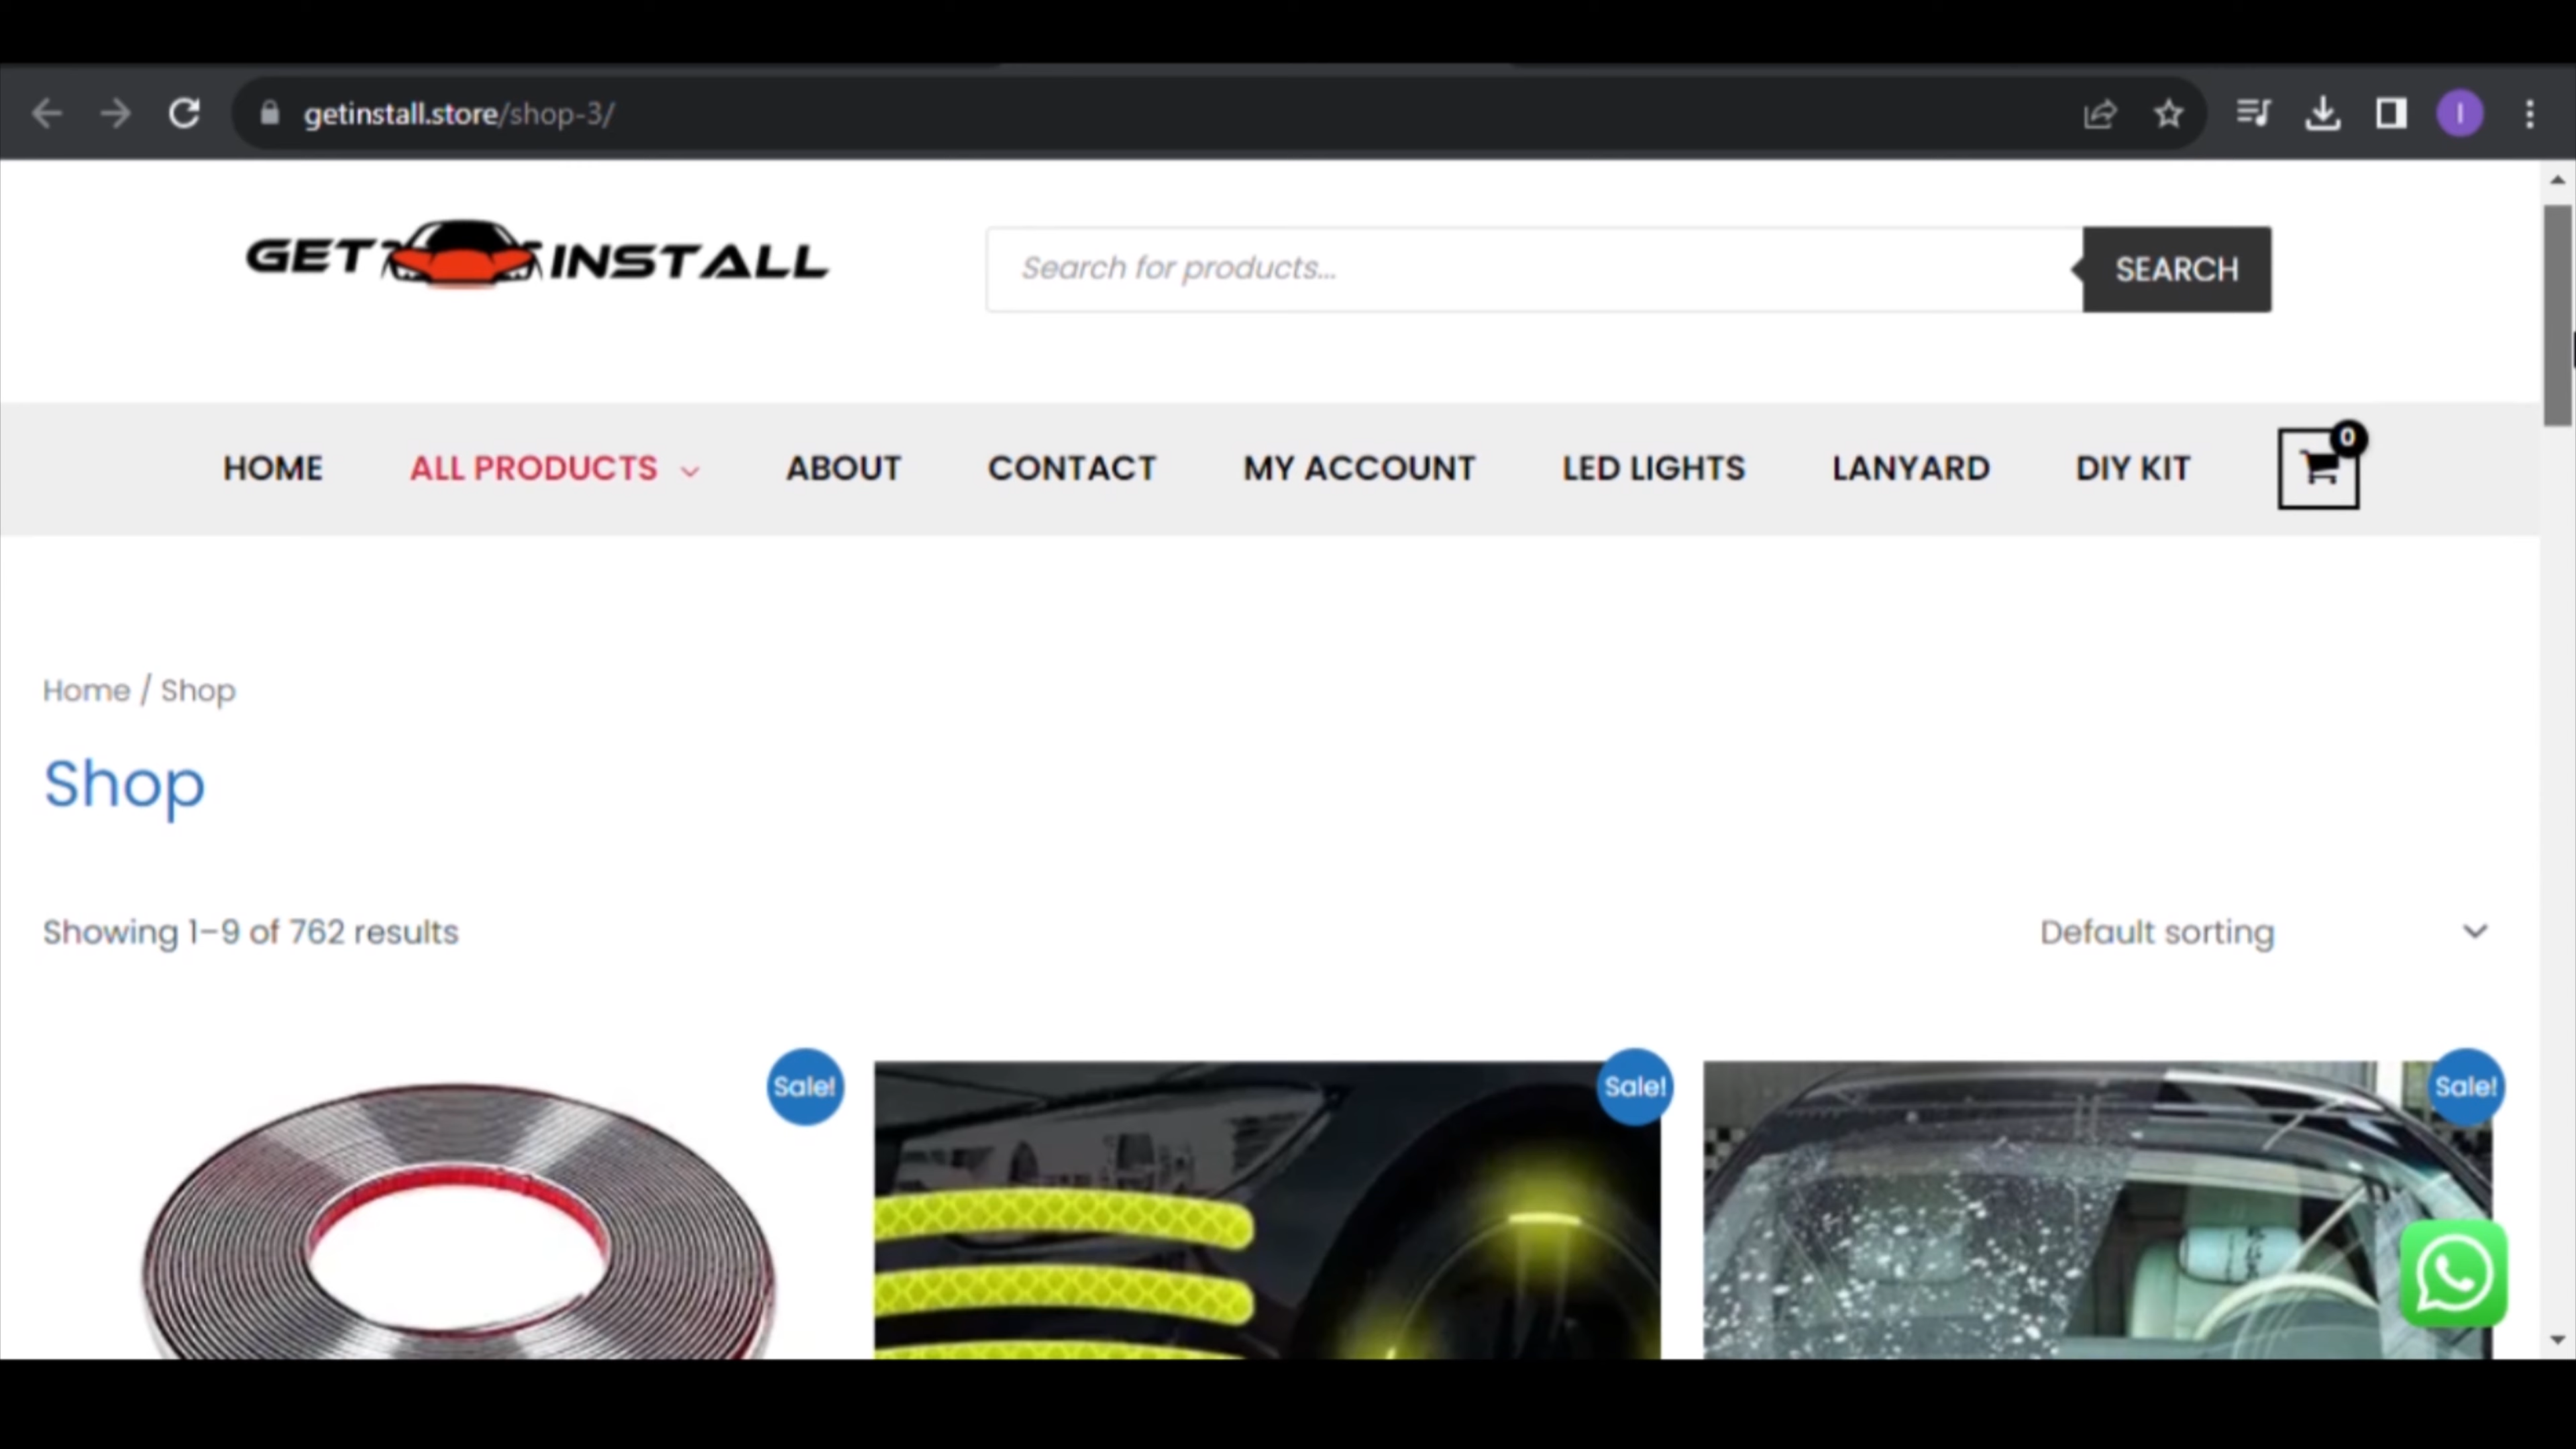 getinstall.store/shop-3/
I
GET INSTALL
Search for products...
SEARCH
HOME
ALL PRODUCTS
ABOUT
CONTACT
MY ACCOUNT
LED LIGHTS
LANYARD
DIY KIT
0
Home / Shop
Shop
Showing 1–9 of 762 results
Default sorting
Sale!
Sale!
Sale!